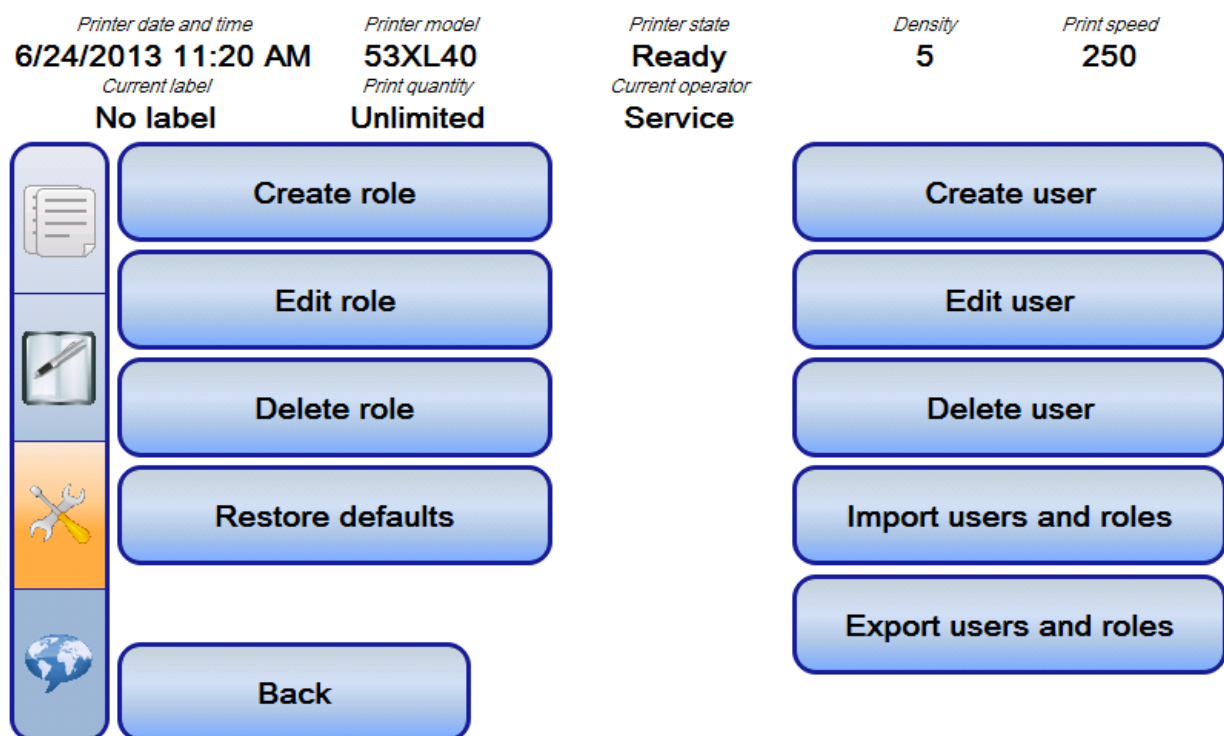 Printer date and time Printer model Printer state Density Print speed
6/24/2013 11:20 AM 53XL40 Ready 5 250
Current label Print quantity Current operator
No label Unlimited Service
Create role Create user
Edit role Edit user
Delete role Delete user
Restore defaults Import users and roles
Export users and roles
Back